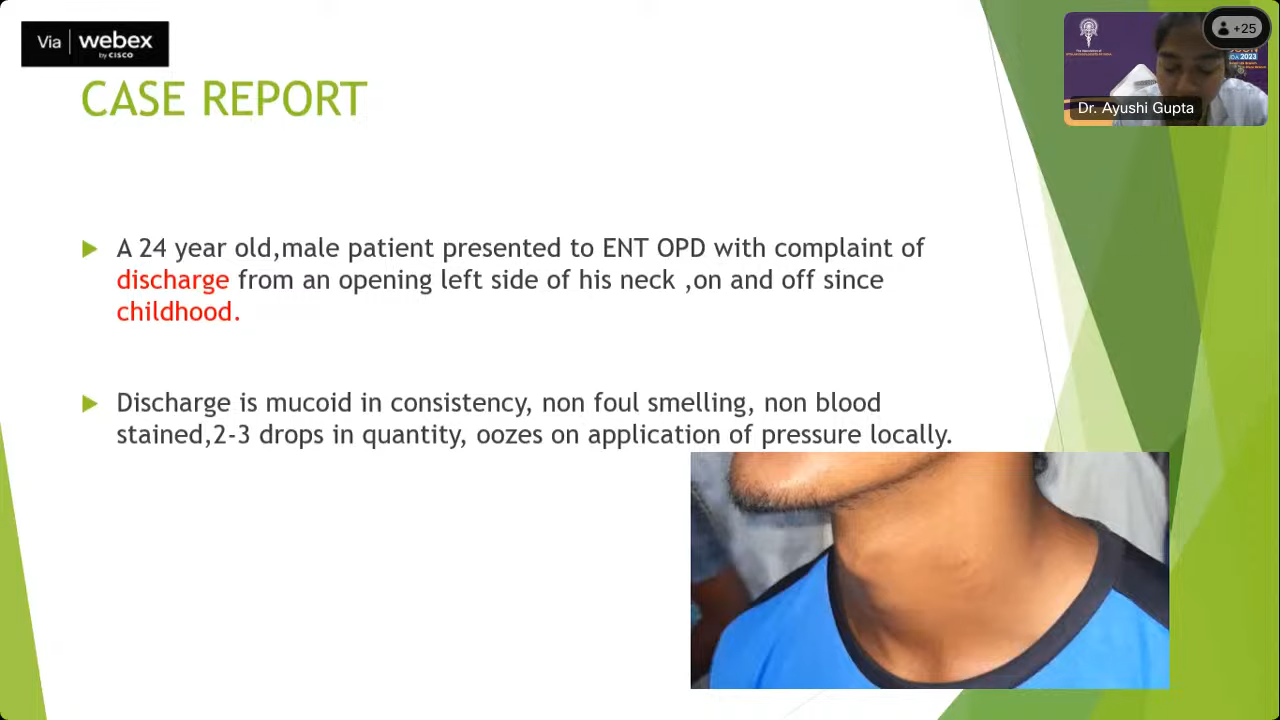 Via webex
by CISCO
+25
2023
Dr. Ayushi Gupta
CASE REPORT
A 24 year old,male patient presented to ENT OPD with complaint of
discharge from an opening left side of his neck ,on and off since
childhood.
Discharge is mucoid in consistency, non foul smelling, non blood
stained,2-3 drops in quantity, oozes on application of pressure locally.